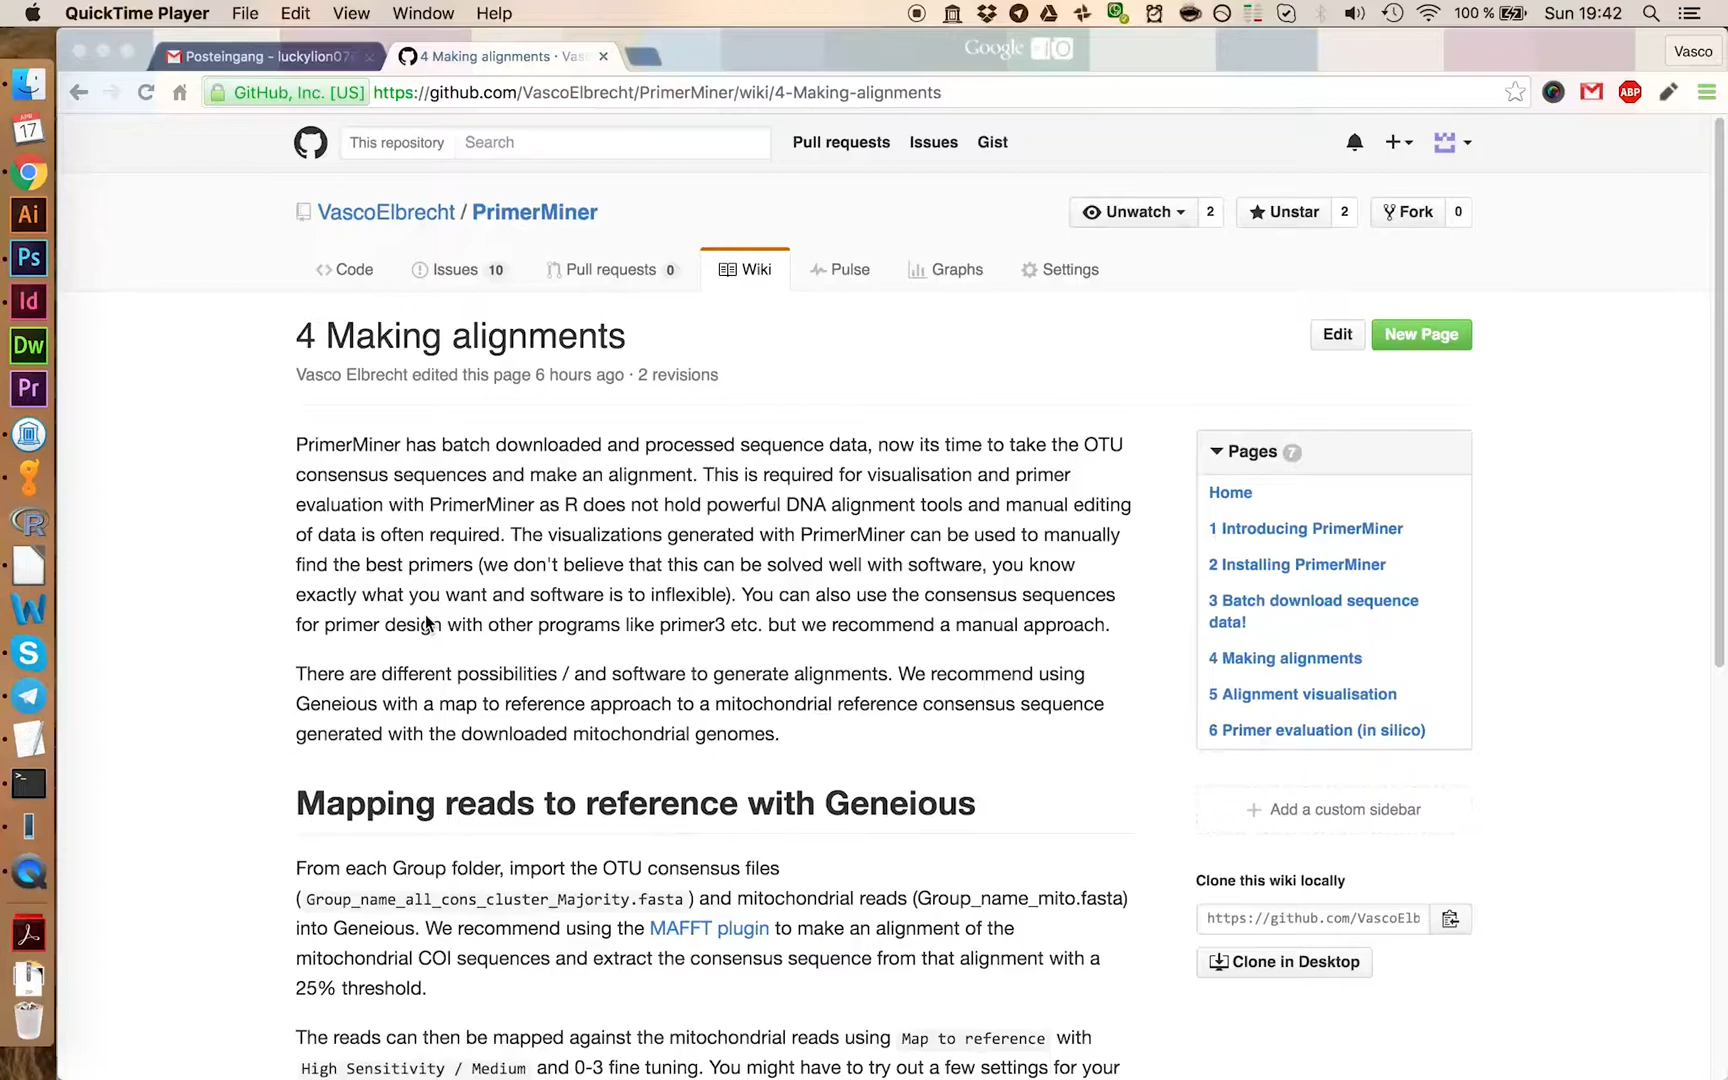 QuickTime Player File Edit View Window Help 100 % Sun 19:42
Posteingang - luckylion07
4 Making alignments · Vas
Google IO
Vasco
GitHub, Inc. [US] https://github.com/VascoElbrecht/PrimerMiner/wiki/4-Making-alignments
ABP
APR
17
Ai
Ps
Id
Dw
Pr
R
W
S
This repository Search Pull requests Issues Gist
VascoElbrecht / PrimerMiner
Unwatch 2 Unstar 2 Fork 0
Code Issues 10 Pull requests 0 Wiki Pulse Graphs Settings
4 Making alignments
Edit New Page
Vasco Elbrecht edited this page 6 hours ago · 2 revisions
PrimerMiner has batch downloaded and processed sequence data, now its time to take the OTU
consensus sequences and make an alignment. This is required for visualisation and primer
evaluation with PrimerMiner as R does not hold powerful DNA alignment tools and manual editing
of data is often required. The visualizations generated with PrimerMiner can be used to manually
find the best primers (we don't believe that this can be solved well with software, you know
exactly what you want and software is to inflexible). You can also use the consensus sequences
for primer design with other programs like primer3 etc. but we recommend a manual approach.
There are different possibilities / and software to generate alignments. We recommend using
Geneious with a map to reference approach to a mitochondrial reference consensus sequence
generated with the downloaded mitochondrial genomes.
Mapping reads to reference with Geneious
From each Group folder, import the OTU consensus files
( Group_name_all_cons_cluster_Majority.fasta ) and mitochondrial reads (Group_name_mito.fasta)
into Geneious. We recommend using the MAFFT plugin to make an alignment of the
mitochondrial COI sequences and extract the consensus sequence from that alignment with a
25% threshold.
The reads can then be mapped against the mitochondrial reads using Map to reference with
High Sensitivity / Medium and 0-3 fine tuning. You might have to try out a few settings for your
Pages 7
Home
1 Introducing PrimerMiner
2 Installing PrimerMiner
3 Batch download sequence
data!
4 Making alignments
5 Alignment visualisation
6 Primer evaluation (in silico)
Add a custom sidebar
Clone this wiki locally
https://github.com/VascoElb
Clone in Desktop